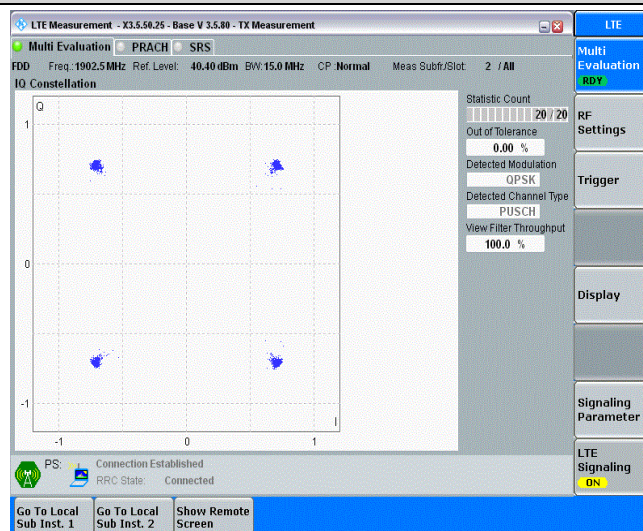 LTE Measurement - X3.5.50.25 - Base V 3.5.80 - TX Measurement
LTE
Multi Evaluation PRACH SRS
FDD Freq.: 1902.5 MHz Ref. Level: 40.40 dBm BW: 15.0 MHz CP :Normal Meas Subfr./Slot: 2 / All
IQ Constellation
Q
1
0
-1
-1 0 1
I
Statistic Count
20 / 20
Out of Tolerance
0.00 %
Detected Modulation
QPSK
Detected Channel Type
PUSCH
View Filter Throughput
100.0 %
Multi
Evaluation
RDY
RF
Settings
Trigger
Display
Signaling
Parameter
LTE
Signaling
ON
PS: Connection Established
RRC State: Connected
Go To Local
Sub Inst. 1
Go To Local
Sub Inst. 2
Show Remote
Screen